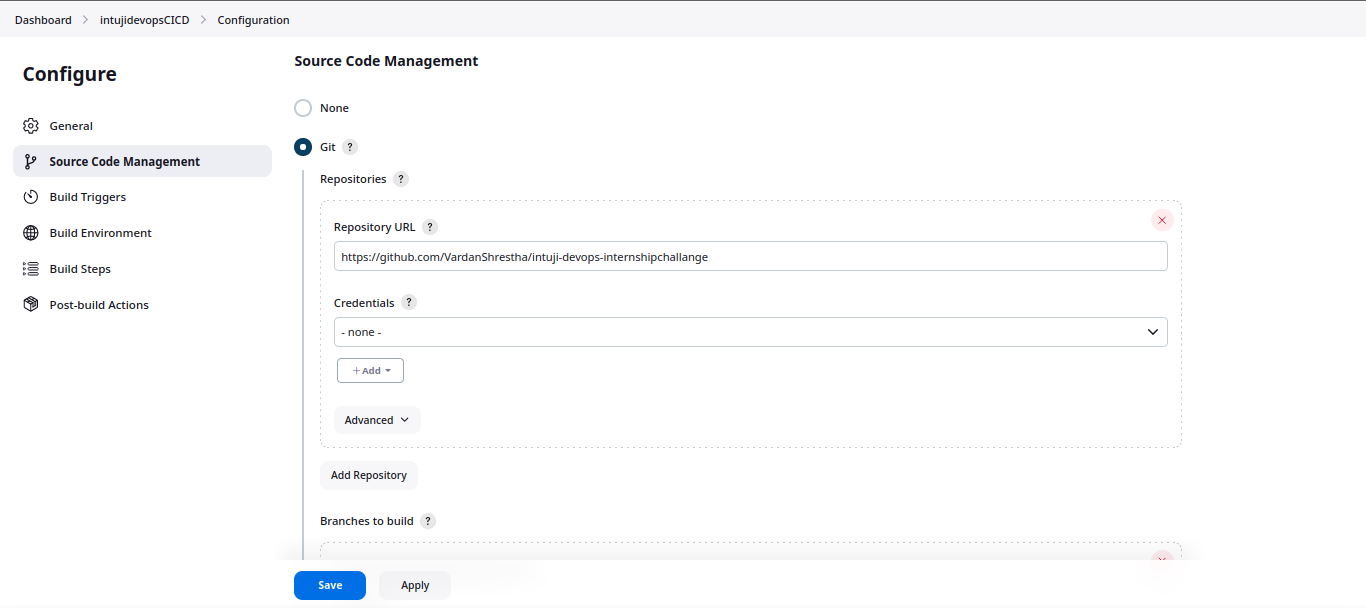 Dashboard > intujidevopsCICD > Configuration
Configure
General
Source Code Management
Build Triggers
Build Environment
Build Steps
Post-build Actions
Source Code Management
None
Git ?
Repositories ?
Repository URL ?
https://github.com/VardanShrestha/intuji-devops-internshipchallange
Credentials ?
- none -
+ Add
Advanced
Add Repository
Branches to build ?
Save Apply